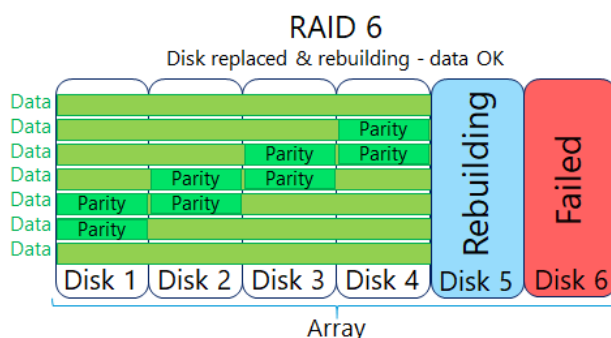 RAID 6
Disk replaced & rebuilding - data OK
Data
Data Parity
Data Parity Parity
Data Parity Parity
Data Parity Parity
Data Parity
Data
Rebuilding
Failed
Disk 1 Disk 2 Disk 3 Disk 4 Disk 5 Disk 6
Array